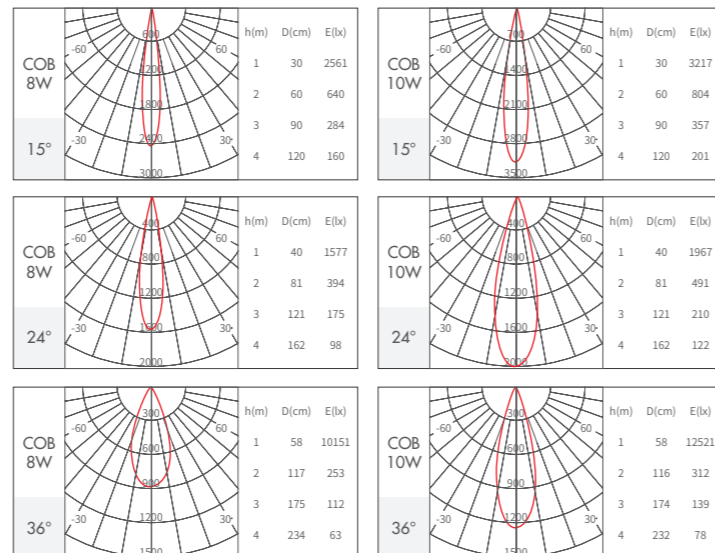 COB
8W
15°
-60
60
-30
30
600
1200
1800
2400
3000
h(m) D(cm) E(lx)
1 30 2561
2 60 640
3 90 284
4 120 160
COB
10W
15°
-60
60
-30
30
700
1400
2100
2800
3500
h(m) D(cm) E(lx)
1 30 3217
2 60 804
3 90 357
4 120 201
COB
8W
24°
-60
60
-30
30
400
800
1200
1600
2000
h(m) D(cm) E(lx)
1 40 1577
2 81 394
3 121 175
4 162 98
COB
10W
24°
-60
60
-30
30
400
800
1200
1600
2000
h(m) D(cm) E(lx)
1 40 1967
2 81 491
3 121 210
4 162 122
COB
8W
36°
-60
60
-30
30
300
600
900
1200
1500
h(m) D(cm) E(lx)
1 58 10151
2 117 253
3 175 112
4 234 63
COB
10W
36°
-60
60
-30
30
300
600
900
1200
1500
h(m) D(cm) E(lx)
1 58 12521
2 116 312
3 174 139
4 232 78